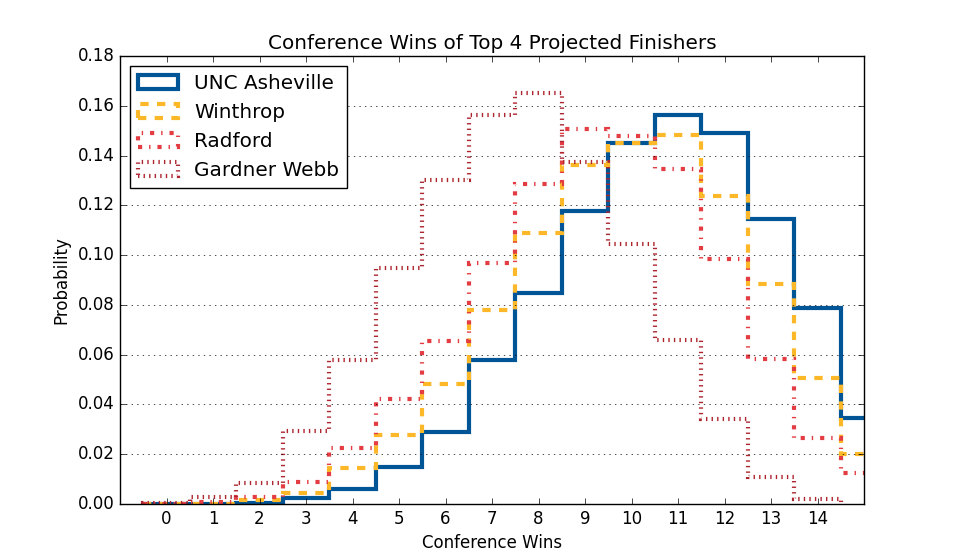 Conference Wins of Top 4 Projected Finishers
0.18
0.16
0.14
0.12
0.10
0.08
0.06
0.04
0.02
0.00
Probability
UNC Asheville
Winthrop
Radford
Gardner Webb
0 1 2 3 4 5 6 7 8 9 10 11 12 13 14
Conference Wins